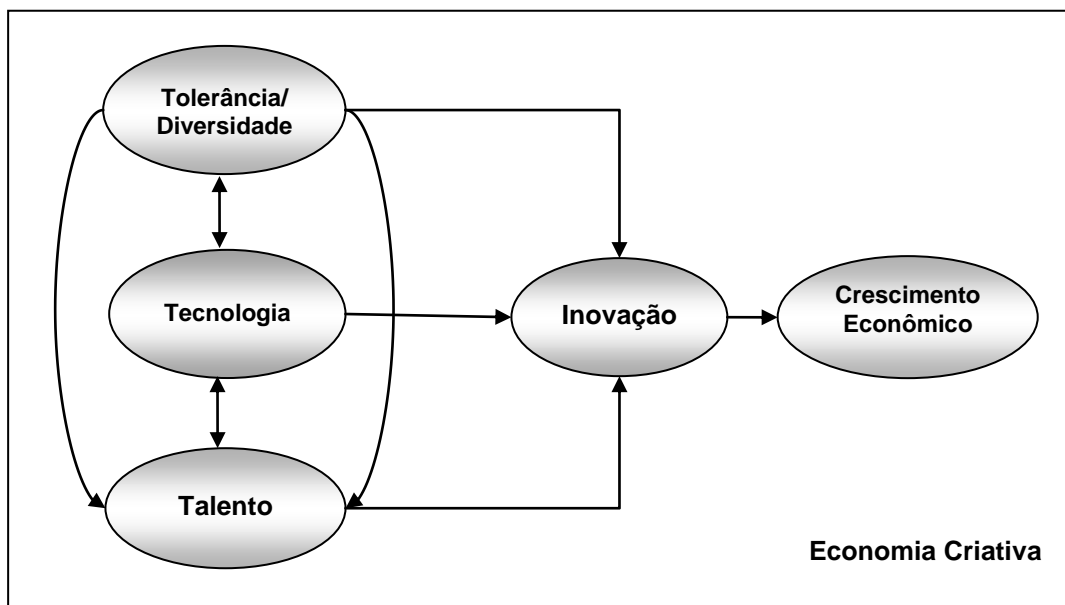 Tolerância/
Diversidade
Tecnologia
Inovação
Crescimento
Econômico
Talento
Economia Criativa